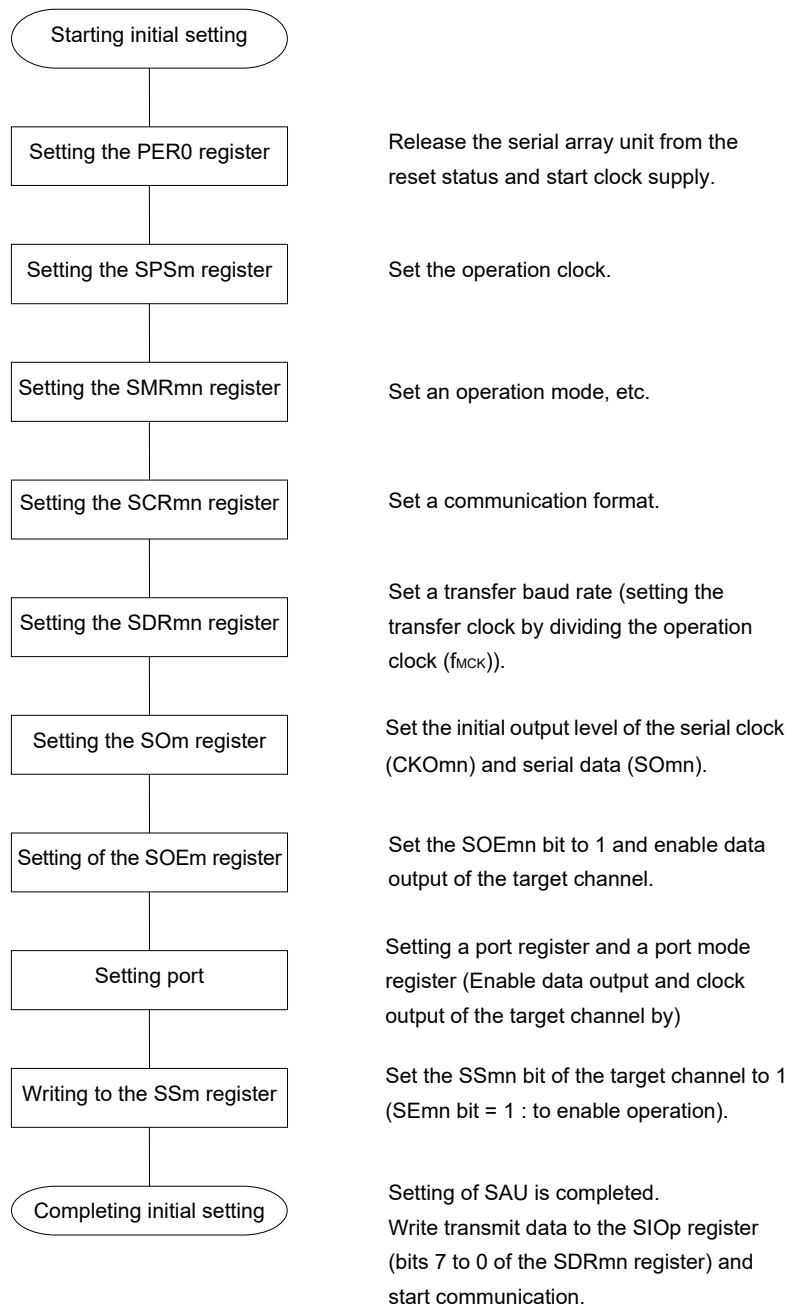 Starting initial setting
Setting the PER0 register
Release the serial array unit from the
reset status and start clock supply.
Setting the SPSm register
Set the operation clock.
Setting the SMRmn register
Set an operation mode, etc.
Setting the SCRmn register
Set a communication format.
Setting the SDRmn register
Set a transfer baud rate (setting the
transfer clock by dividing the operation
clock (fMCK)).
Setting the SOm register
Set the initial output level of the serial clock
(CKOmn) and serial data (SOmn).
Setting of the SOEm register
Set the SOEmn bit to 1 and enable data
output of the target channel.
Setting port
Setting a port register and a port mode
register (Enable data output and clock
output of the target channel by)
Writing to the SSm register
Set the SSmn bit of the target channel to 1
(SEmn bit = 1 : to enable operation).
Completing initial setting
Setting of SAU is completed.
Write transmit data to the SIOp register
(bits 7 to 0 of the SDRmn register) and
start communication.